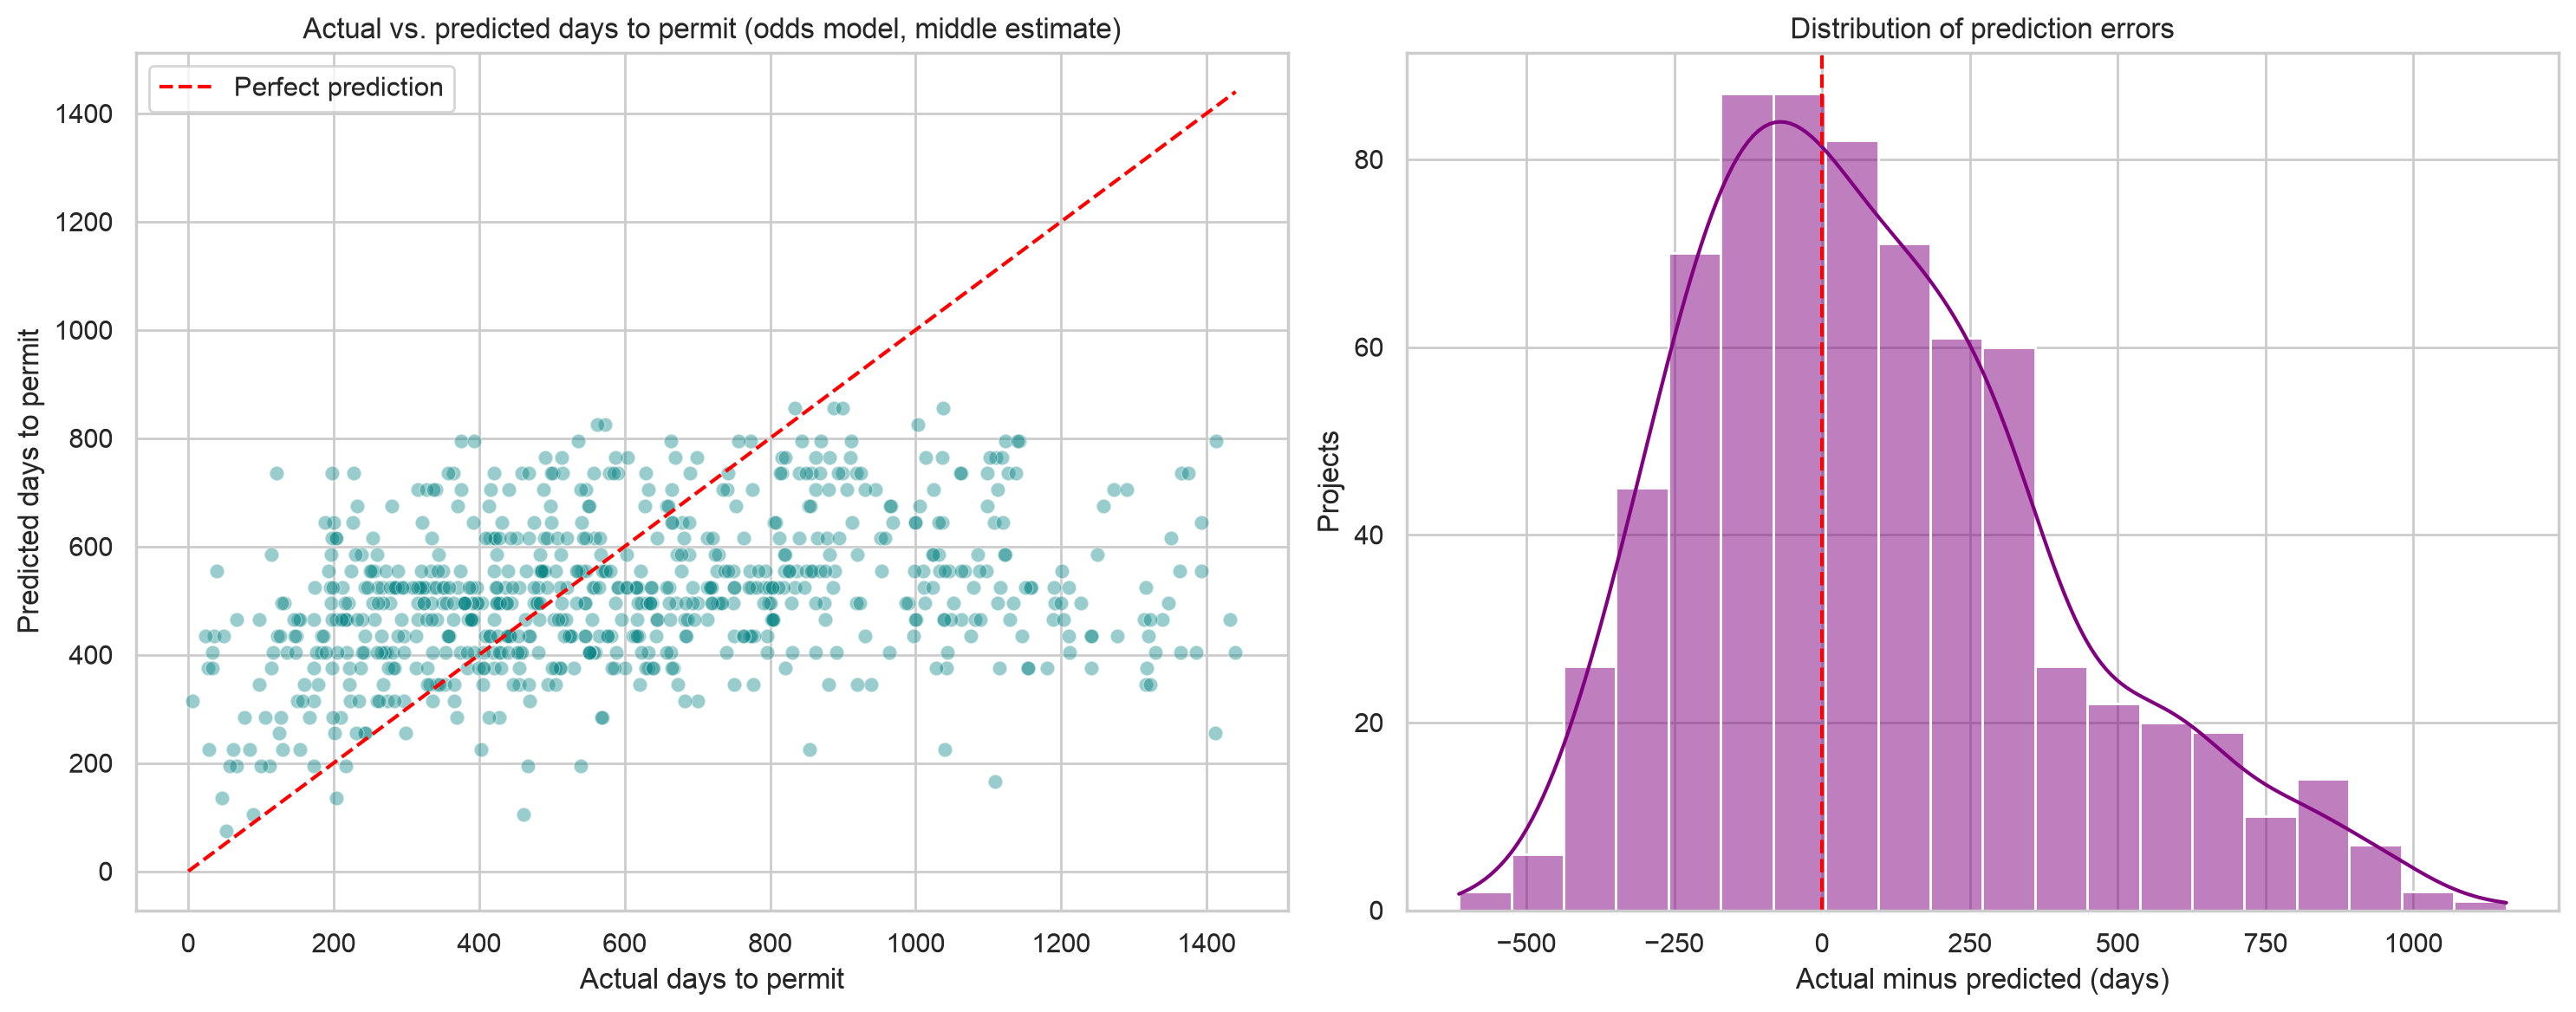 Actual vs. predicted days to permit (odds model, middle estimate)
Perfect prediction
Predicted days to permit
1400
1200
1000
800
600
400
200
0
0 200 400 600 800 1000 1200 1400
Actual days to permit
Distribution of prediction errors
Projects
80
60
40
20
0
−500 −250 0 250 500 750 1000
Actual minus predicted (days)